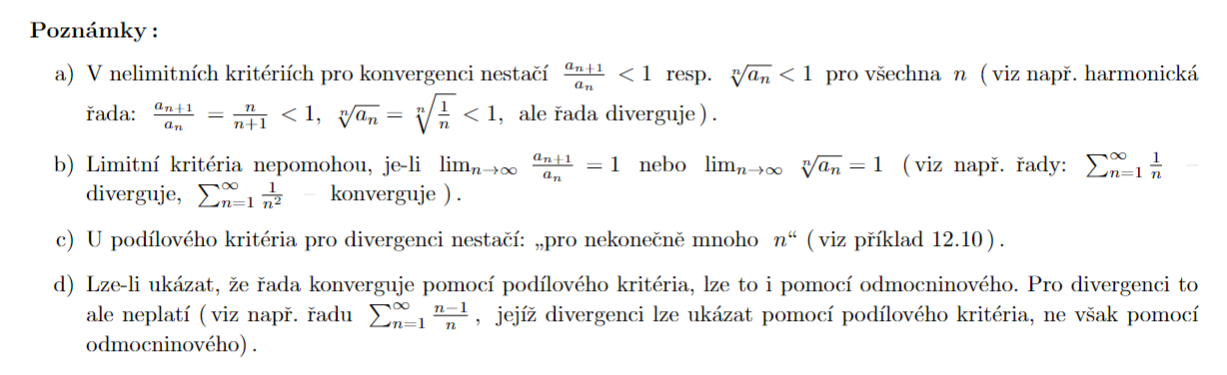 Poznámky :
a) V nelimitních kritériích pro konvergenci nestačí $\frac{a_{n+1}}{a_n} < 1$ resp. $\sqrt[n]{a_n} < 1$ pro všechna $n$ ( viz např. harmonická
řada: $\frac{a_{n+1}}{a_n} = \frac{n}{n+1} < 1$, $\sqrt[n]{a_n} = \sqrt[n]{\frac{1}{n}} < 1$, ale řada diverguje ) .
b) Limitní kritéria nepomohou, je-li $\lim_{n\to\infty} \frac{a_{n+1}}{a_n} = 1$ nebo $\lim_{n\to\infty} \sqrt[n]{a_n} = 1$ ( viz např. řady: $\sum_{n=1}^{\infty} \frac{1}{n}$ –
diverguje, $\sum_{n=1}^{\infty} \frac{1}{n^2}$ – konverguje ) .
c) U podílového kritéria pro divergenci nestačí: „pro nekonečně mnoho $n$“ ( viz příklad 12.10 ) .
d) Lze-li ukázat, že řada konverguje pomocí podílového kritéria, lze to i pomocí odmocninového. Pro divergenci to
ale neplatí ( viz např. řadu $\sum_{n=1}^{\infty} \frac{n-1}{n}$ , jejíž divergenci lze ukázat pomocí podílového kritéria, ne však pomocí
odmocninového) .